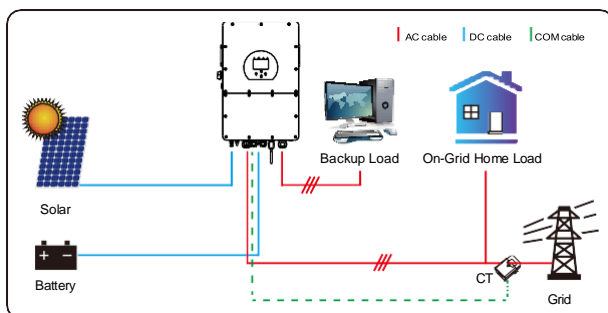 AC cable DC cable COM cable
Backup Load On-Grid Home Load
Solar
Battery
CT
Grid